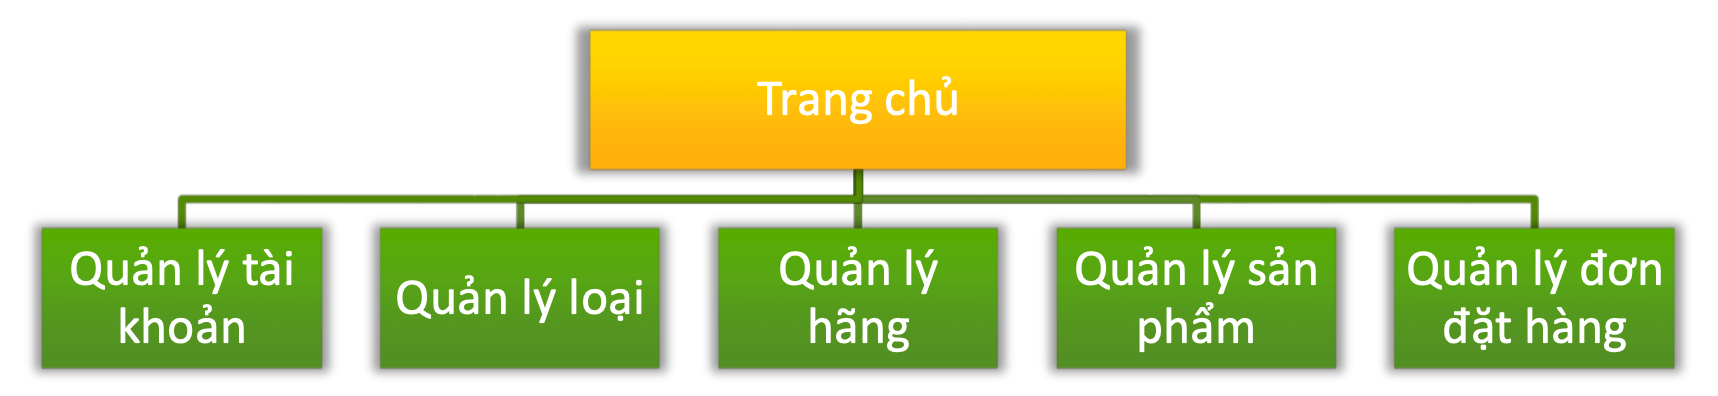 Trang chủ
Quản lý tài
khoản
Quản lý loại
Quản lý
hãng
Quản lý sản
phẩm
Quản lý đơn
đặt hàng